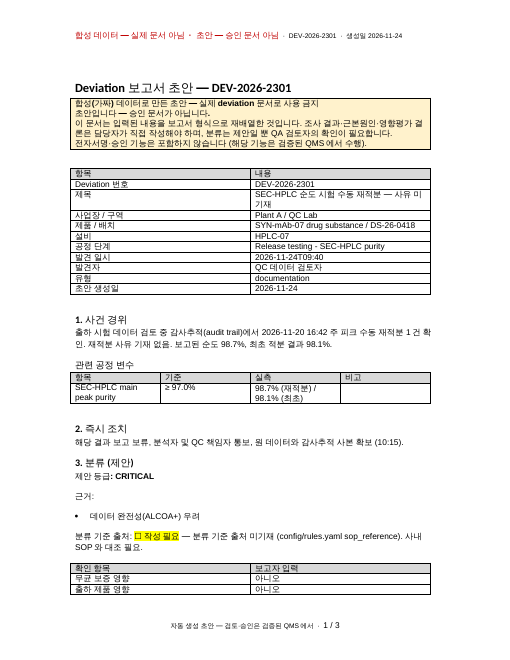 합성 데이터 — 실제 문서 아님 · 초안 — 승인 문서 아님 · DEV-2026-2301 · 생성일 2026-11-24
Deviation 보고서 초안 — DEV-2026-2301
합성(가짜) 데이터로 만든 초안 — 실제 deviation 문서로 사용 금지
초안입니다 — 승인 문서가 아닙니다.
이 문서는 입력된 내용을 보고서 형식으로 재배열한 것입니다. 조사 결과·근본원인·영향평가 결
론은 담당자가 직접 작성해야 하며, 분류는 제안일 뿐 QA 검토자의 확인이 필요합니다.
전자서명·승인 기능은 포함하지 않습니다 (해당 기능은 검증된 QMS 에서 수행).
항목 내용
Deviation 번호 DEV-2026-2301
제목 SEC-HPLC 순도 시험 수동 재적분 — 사유 미
기재
사업장 / 구역 Plant A / QC Lab
제품 / 배치 SYN-mAb-07 drug substance / DS-26-0418
설비 HPLC-07
공정 단계 Release testing - SEC-HPLC purity
발견 일시 2026-11-24T09:40
발견자 QC 데이터 검토자
유형 documentation
초안 생성일 2026-11-24
1. 사건 경위
출하 시험 데이터 검토 중 감사추적(audit trail)에서 2026-11-20 16:42 주 피크 수동 재적분 1 건 확
인. 재적분 사유 기재 없음. 보고된 순도 98.7%, 최초 적분 결과 98.1%.
관련 공정 변수
항목 기준 실측 비고
SEC-HPLC main ≥ 97.0% 98.7% (재적분) /
peak purity 98.1% (최초)
2. 즉시 조치
해당 결과 보고 보류, 분석자 및 QC 책임자 통보, 원 데이터와 감사추적 사본 확보 (10:15).
3. 분류 (제안)
제안 등급: CRITICAL
근거:
• 데이터 완전성(ALCOA+) 우려
분류 기준 출처: ☐ 작성 필요 — 분류 기준 출처 미기재 (config/rules.yaml sop_reference). 사내
SOP 와 대조 필요.
확인 항목 보고자 입력
무균 보증 영향 아니오
출하 제품 영향 아니오
자동 생성 초안 — 검토·승인은 검증된 QMS 에서 · 1 / 3